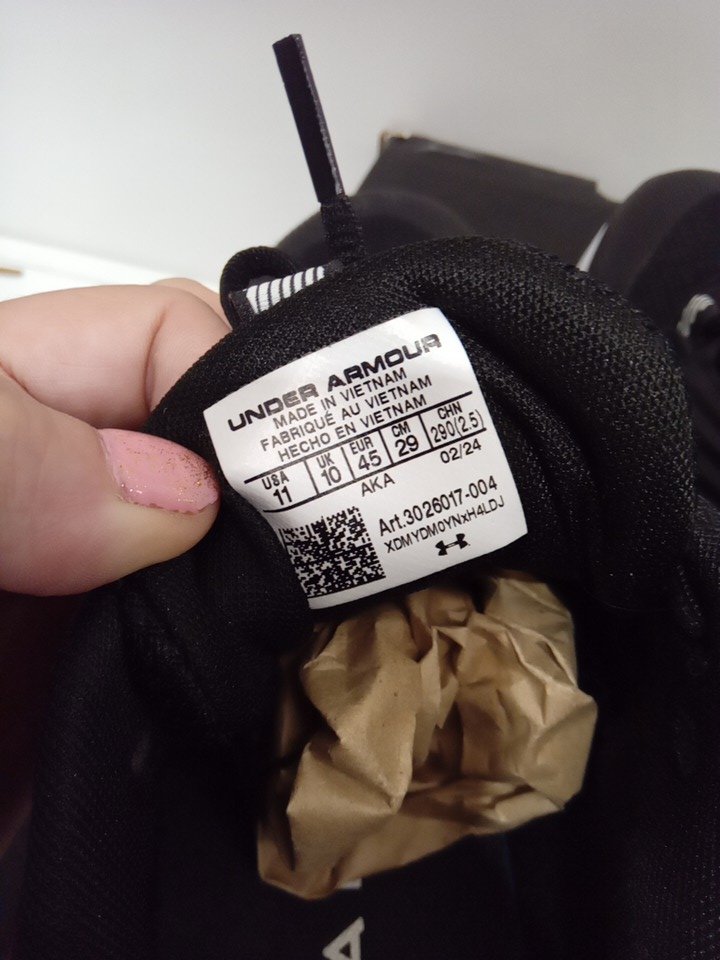 UNDER ARMOUR
MADE IN VIETNAM
FABRIQUÉ AU VIETNAM
HECHO EN VIETNAM
USA UK EUR CM CHN
11 10 45 29 290(2.5)
AKA 02/24
Art.3026017-004
XDMYDM0YNxH4LDJ
A